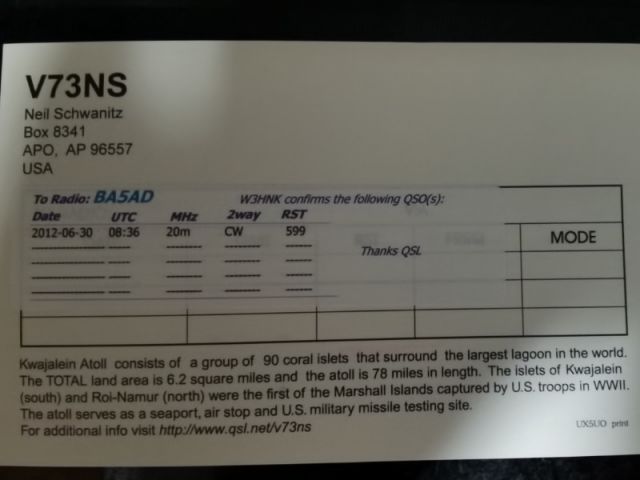 V73NS
Neil Schwanitz
Box 8341
APO, AP 96557
USA
To Radio: BA5AD W3HNK confirms the following QSO(s):
Date UTC MHz 2way RST
2012-06-30 08:36 20m CW 599
Thanks QSL
MODE
Kwajalein Atoll consists of a group of 90 coral islets that surround the largest lagoon in the world.
The TOTAL land area is 6.2 square miles and the atoll is 78 miles in length. The islets of Kwajalein
(south) and Roi-Namur (north) were the first of the Marshall Islands captured by U.S. troops in WWII.
The atoll serves as a seaport, air stop and U.S. military missile testing site.
For additional info visit http://www.qsl.net/v73ns
UX5UO print